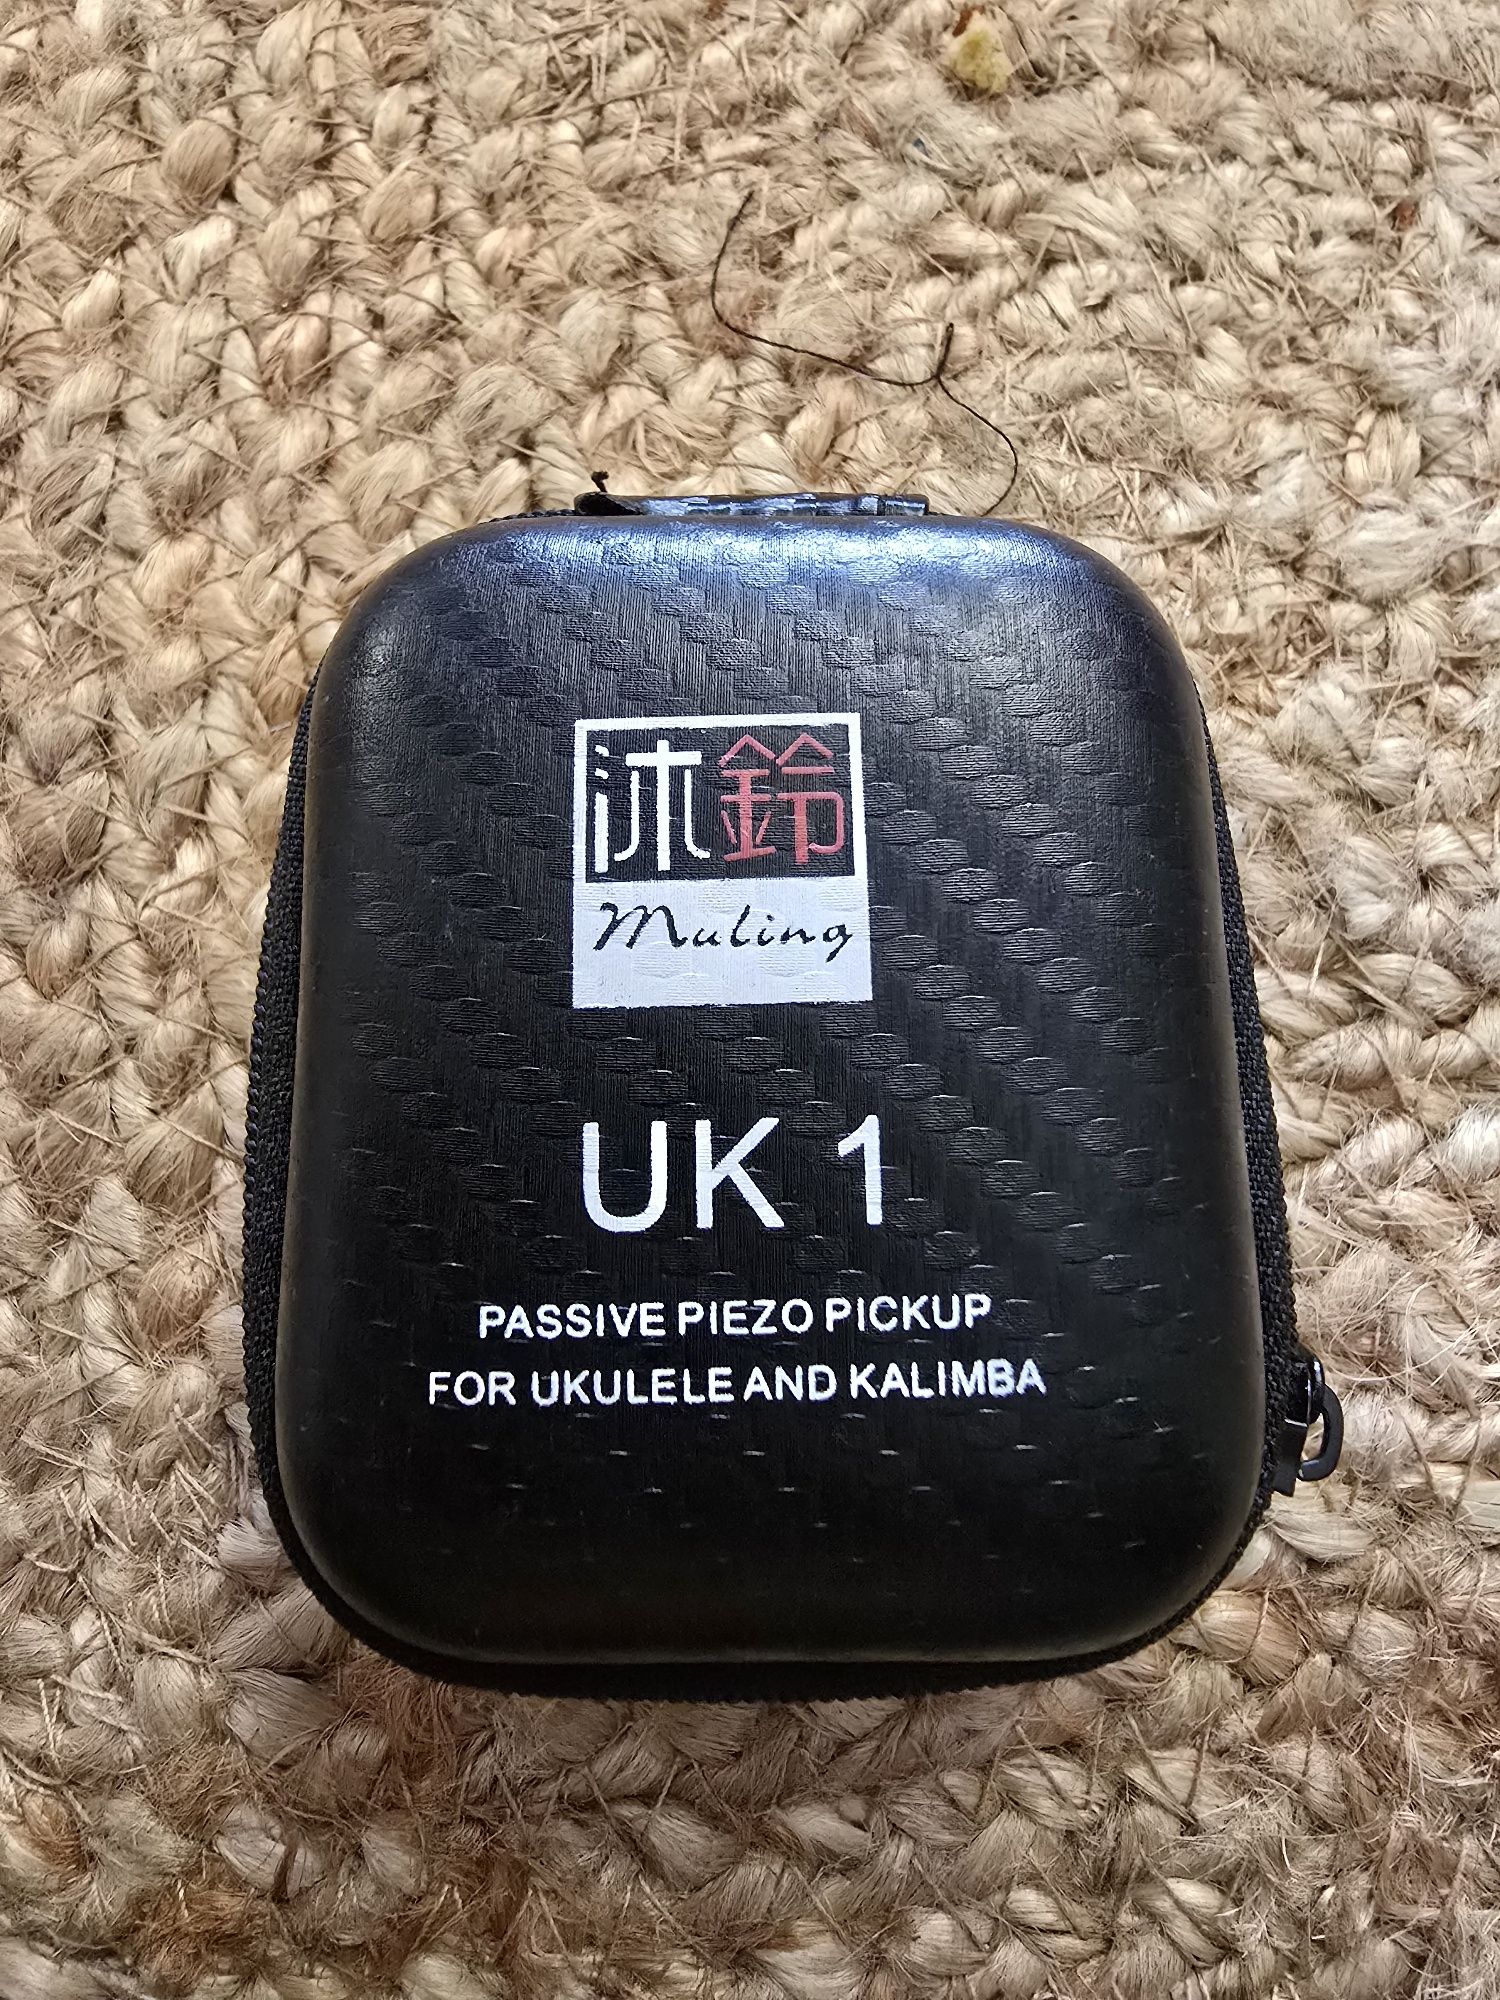 沐鈴
Muling
UK 1
PASSIVE PIEZO PICKUP
FOR UKULELE AND KALIMBA